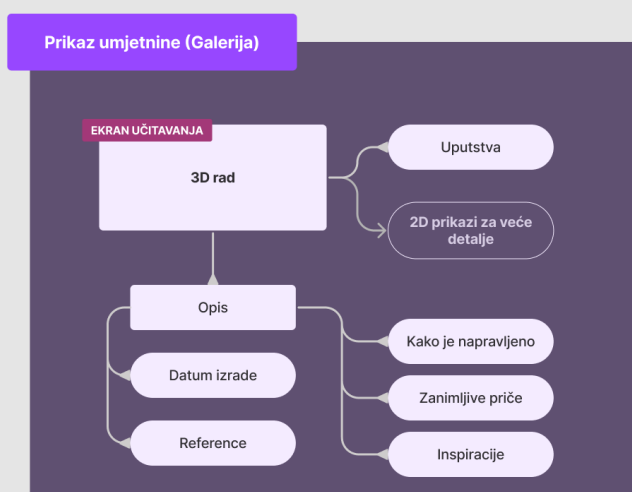 Prikaz umjetnine (Galerija)
EKRAN UČITAVANJA
3D rad
Uputstva
2D prikazi za veće
detalje
Opis
Datum izrade
Reference
Kako je napravljeno
Zanimljive priče
Inspiracije